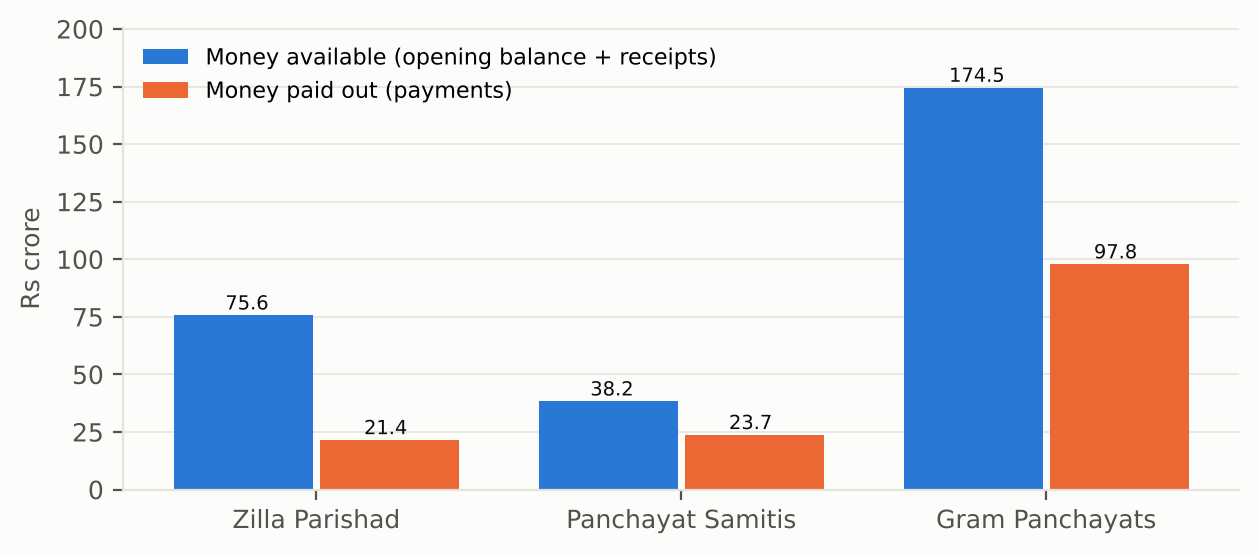 Money available (opening balance + receipts)
Money paid out (payments)
Rs crore
200
175
150
125
100
75
50
25
0
75.6
21.4
38.2
23.7
174.5
97.8
Zilla Parishad
Panchayat Samitis
Gram Panchayats